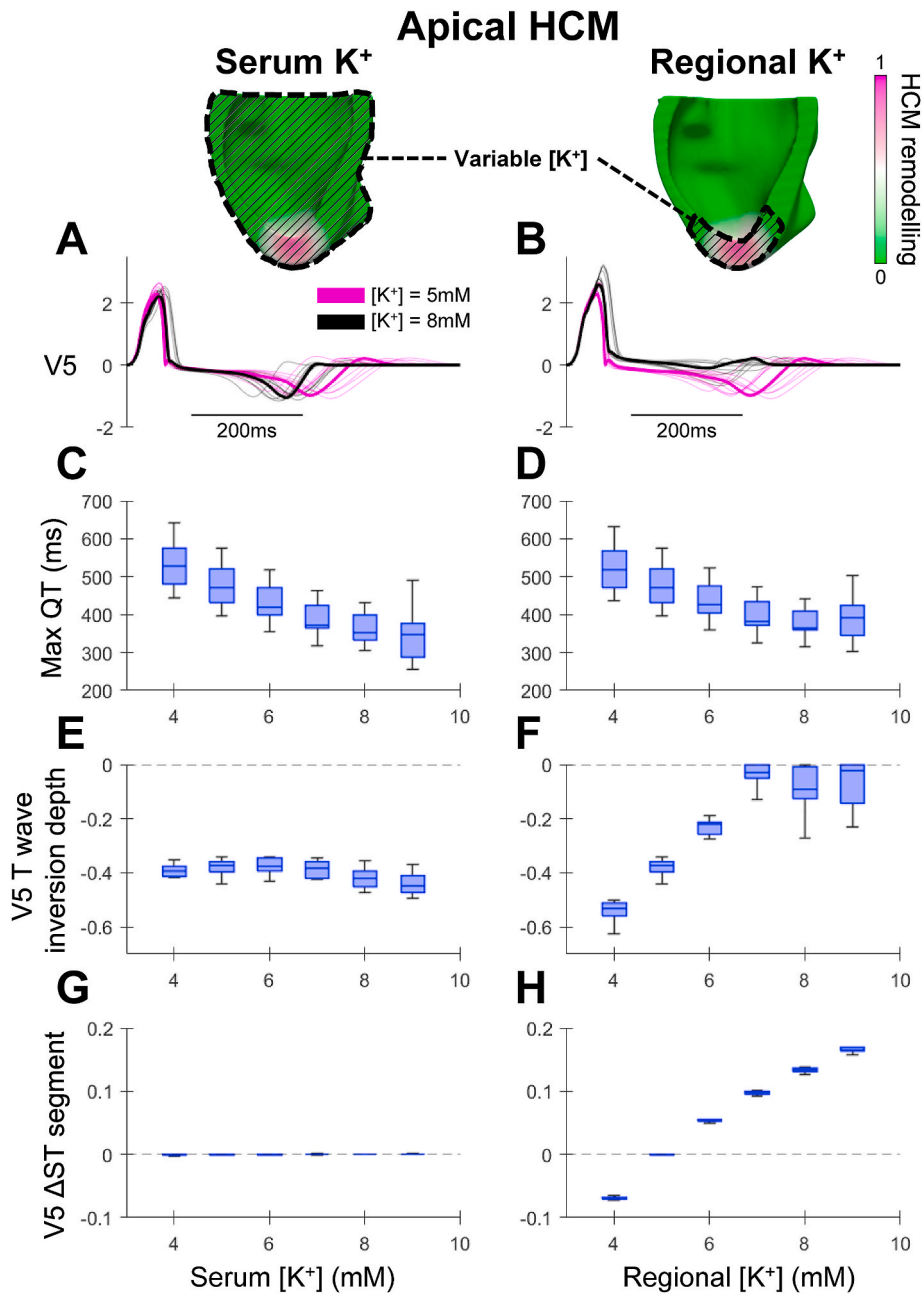 Apical HCM
Serum K⁺
Regional K⁺
1
HCM remodelling
0
Variable [K⁺]
A
B
[K⁺] = 5mM
[K⁺] = 8mM
V5
2
0
-2
200ms
2
0
-2
200ms
C
D
Max QT (ms)
700
600
500
400
300
200
4 6 8 10
700
600
500
400
300
200
4 6 8 10
E
F
V5 T wave
inversion depth
0
-0.2
-0.4
-0.6
4 6 8 10
0
-0.2
-0.4
-0.6
4 6 8 10
G
H
V5 ΔST segment
0.2
0.1
0
-0.1
4 6 8 10
Serum [K⁺] (mM)
0.2
0.1
0
-0.1
4 6 8 10
Regional [K⁺] (mM)